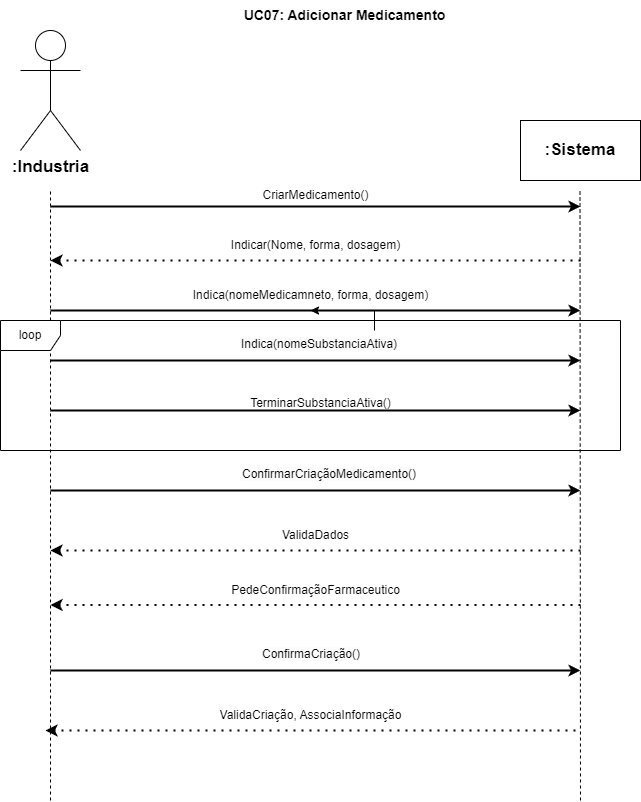 UC07: Adicionar Medicamento
:Industria
:Sistema
CriarMedicamento()
Indicar(Nome, forma, dosagem)
Indica(nomeMedicamneto, forma, dosagem)
loop
Indica(nomeSubstanciaAtiva)
TerminarSubstanciaAtiva()
ConfirmarCriaçãoMedicamento()
ValidaDados
PedeConfirmaçãoFarmaceutico
ConfirmaCriação()
ValidaCriação, AssociaInformação